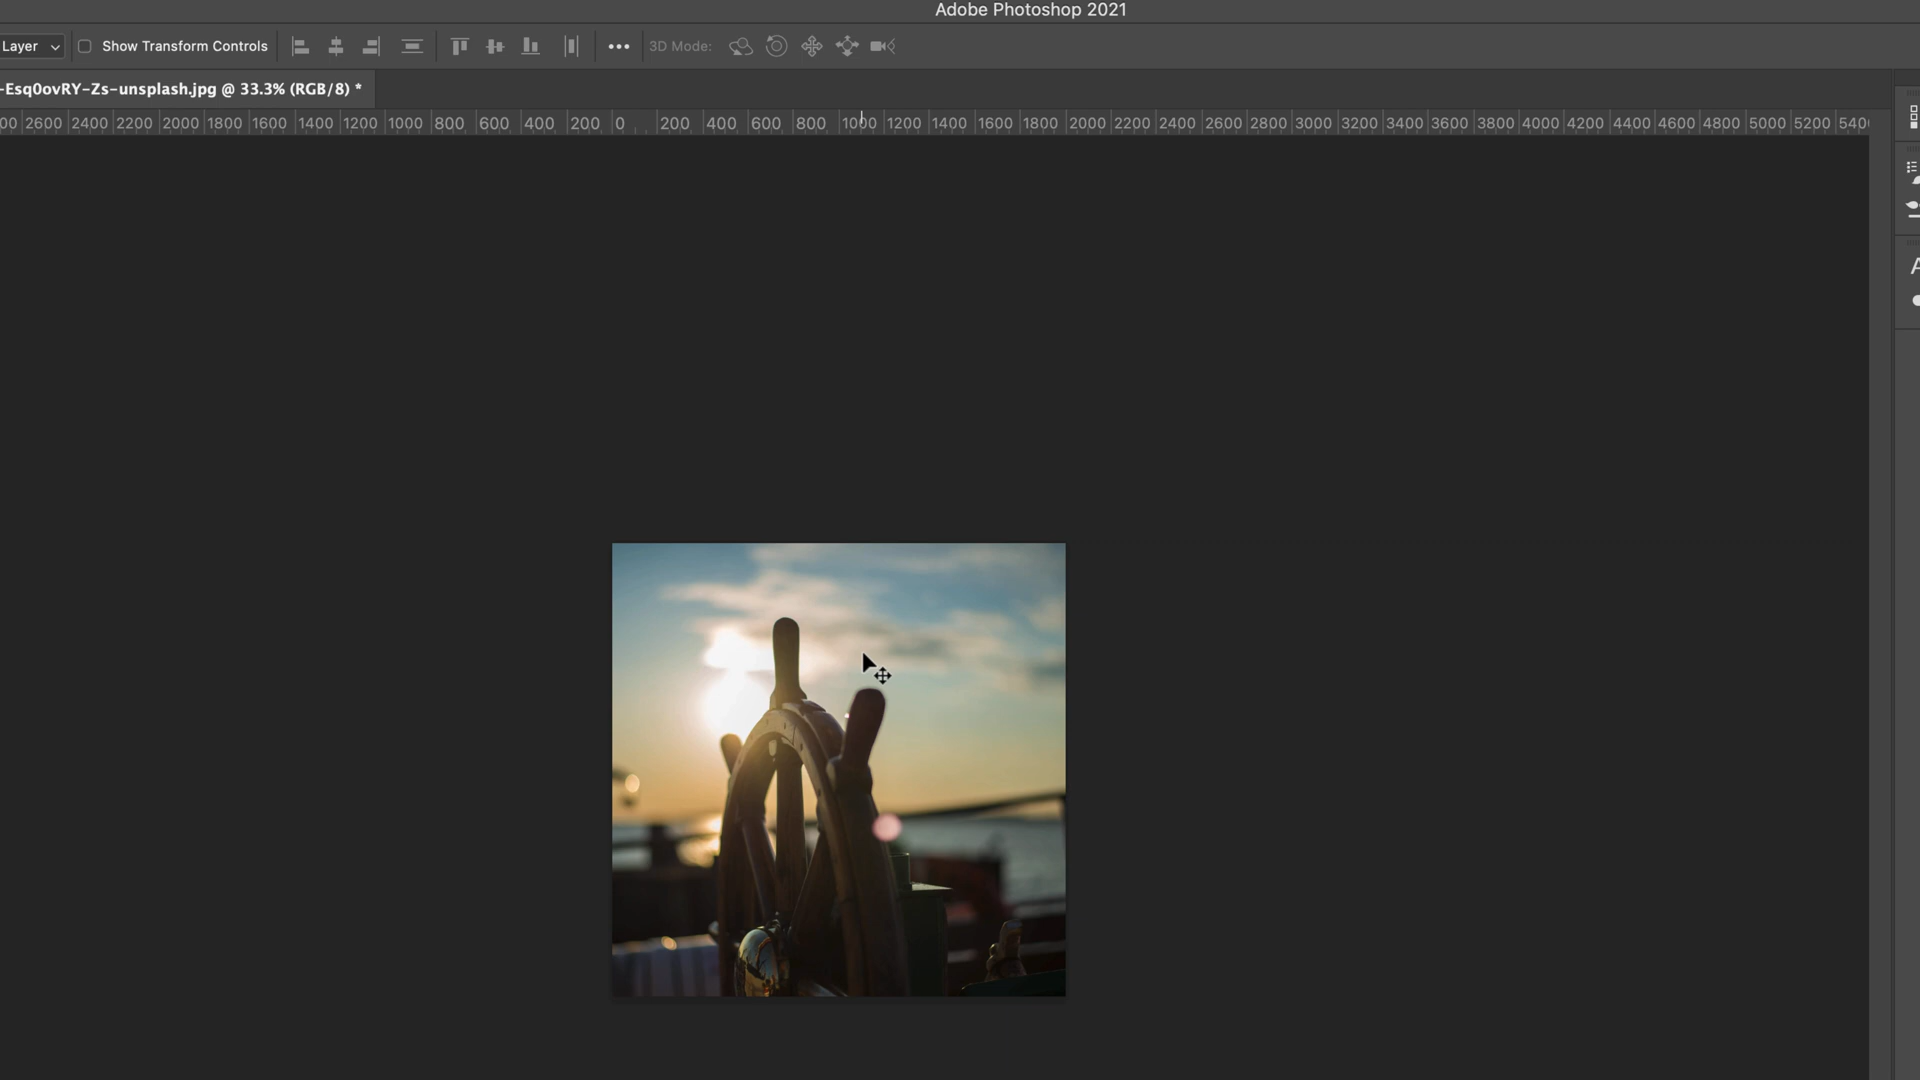 Adobe Photoshop 2021
Layer Show Transform Controls 3D Mode:
-Esq0ovRY-Zs-unsplash.jpg @ 33.3% (RGB/8) *
00 2600 2400 2200 2000 1800 1600 1400 1200 1000 800 600 400 200 0 200 400 600 800 1000 1200 1400 1600 1800 2000 2200 2400 2600 2800 3000 3200 3400 3600 3800 4000 4200 4400 4600 4800 5000 5200 540
A